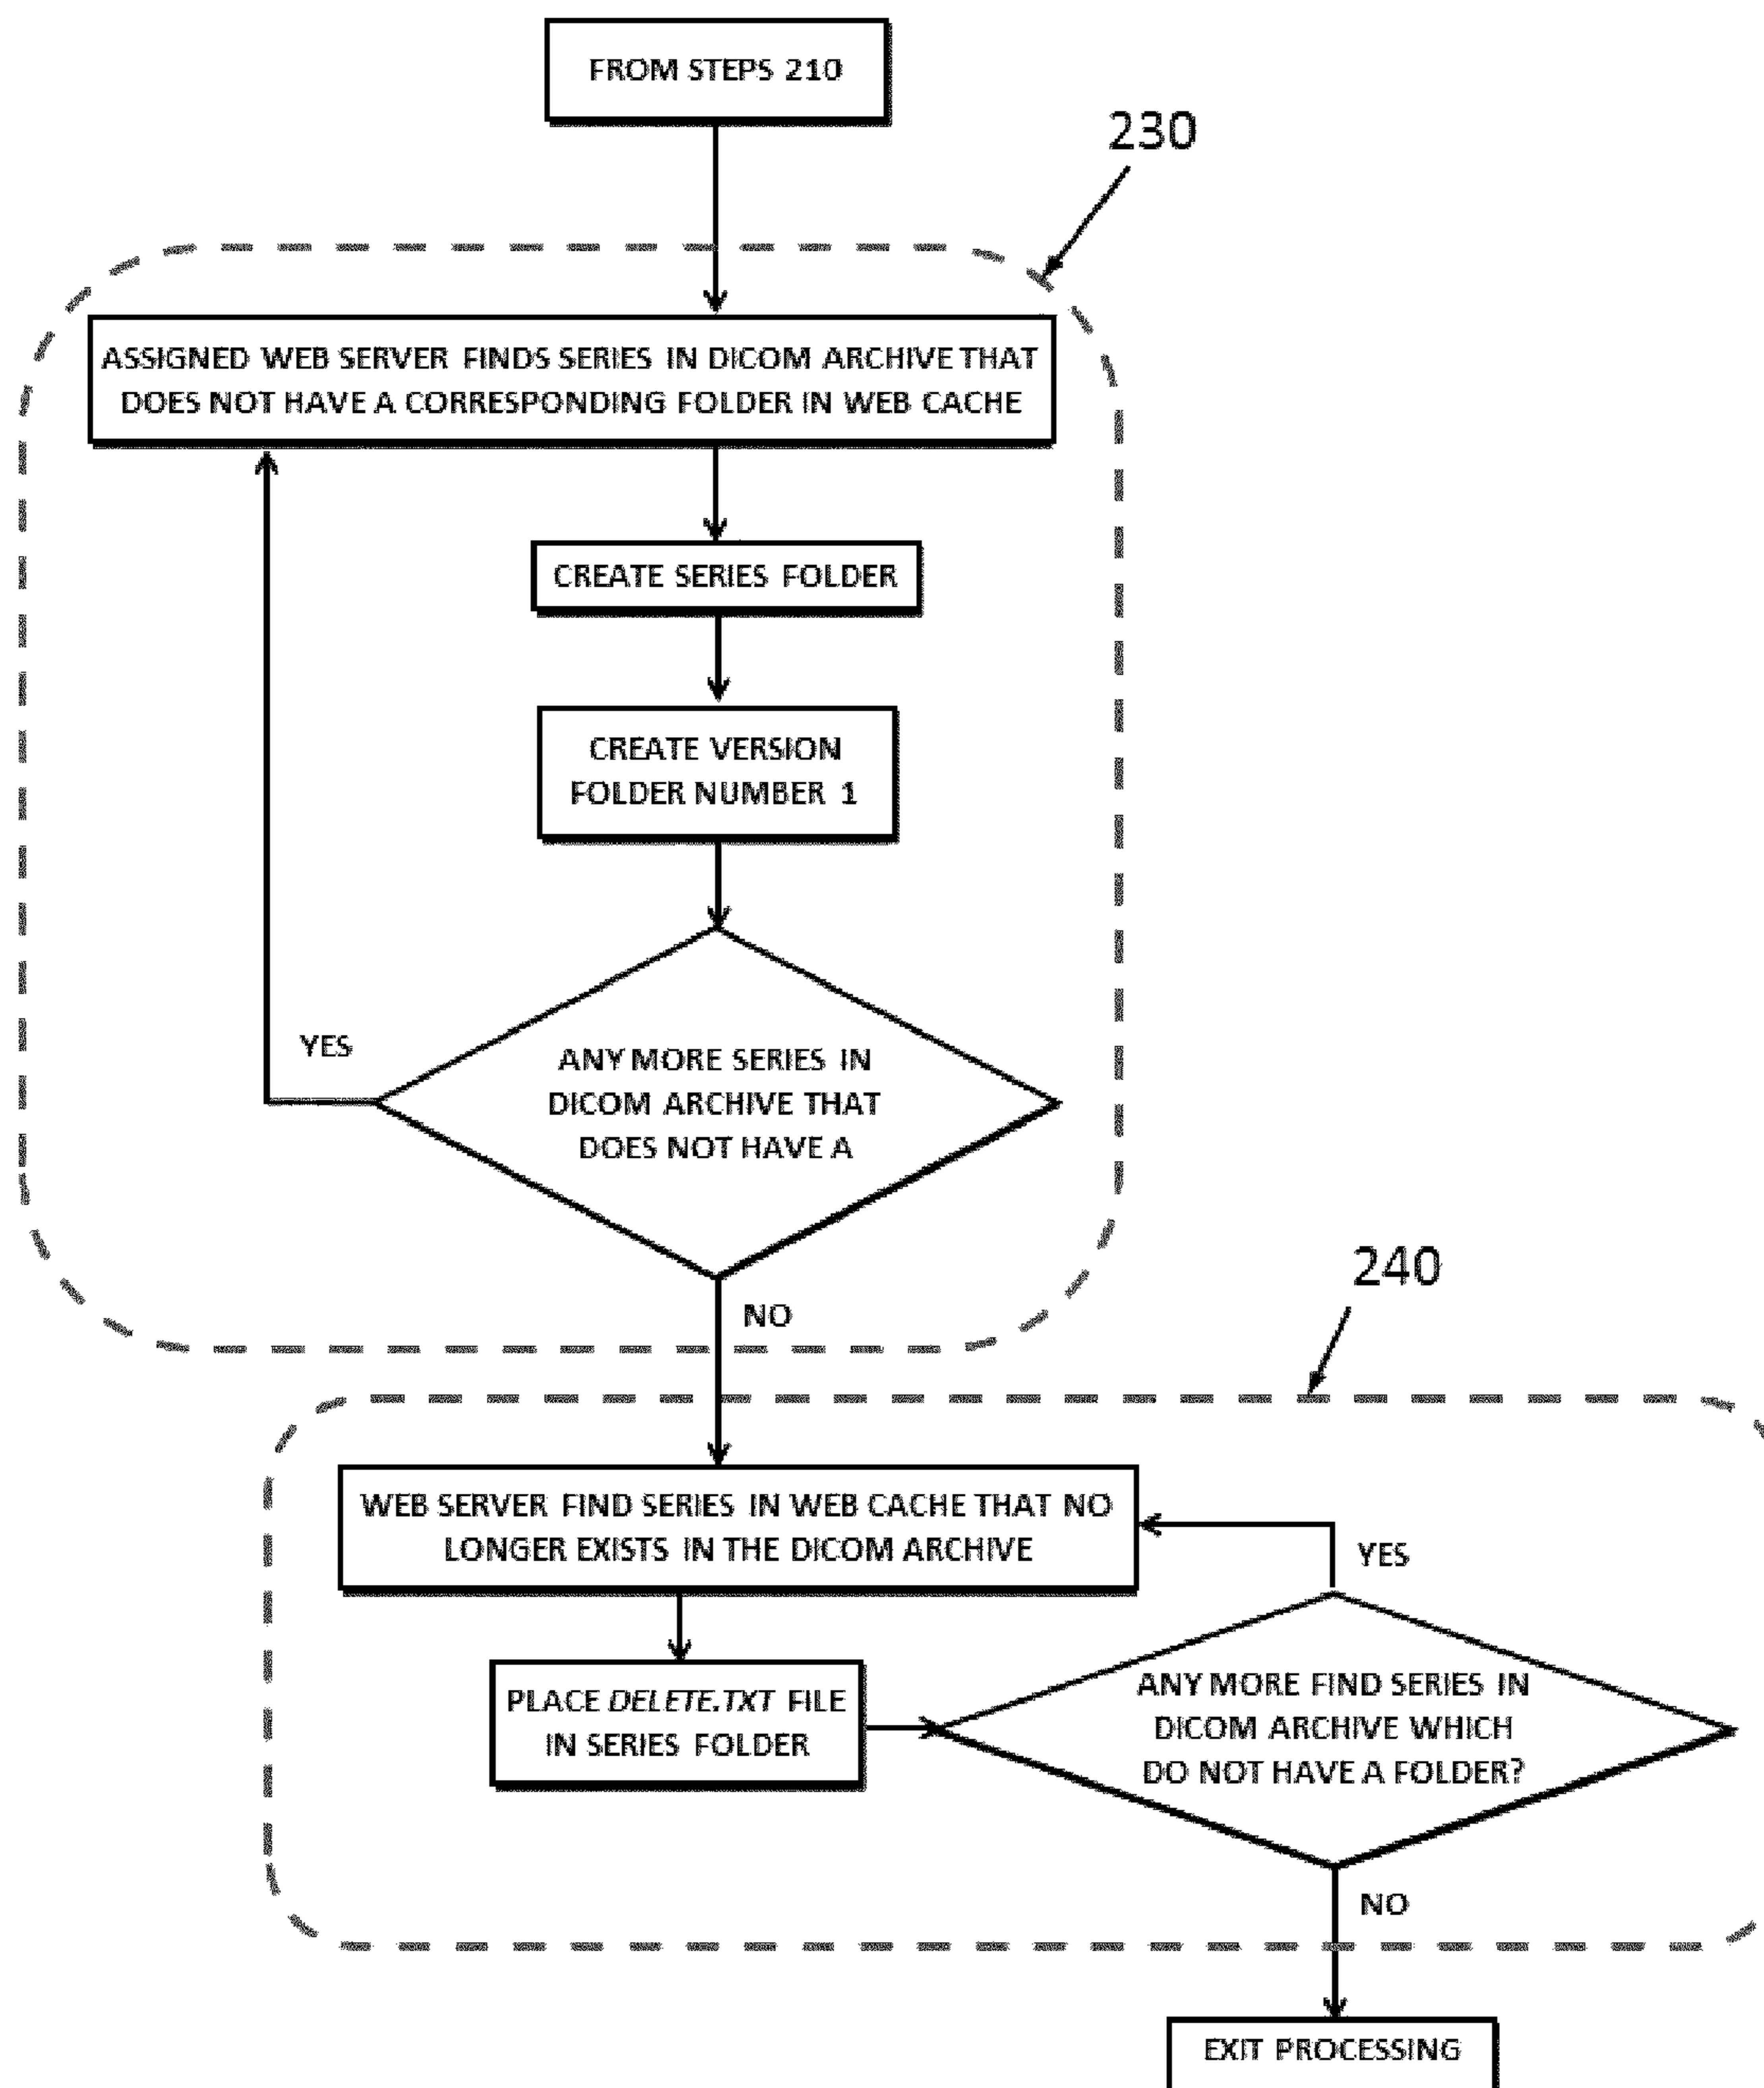 FROM STEPS 210
230
ASSIGNED WEB SERVER FINDS SERIES IN DICOM ARCHIVE THAT
DOES NOT HAVE A CORRESPONDING FOLDER IN WEB CACHE
CREATE SERIES FOLDER
CREATE VERSION
FOLDER NUMBER 1
YES
ANY MORE SERIES IN
DICOM ARCHIVE THAT
DOES NOT HAVE A
NO
240
WEB SERVER FIND SERIES IN WEB CACHE THAT NO
LONGER EXISTS IN THE DICOM ARCHIVE
YES
PLACE DELETE.TXT FILE
IN SERIES FOLDER
ANY MORE FIND SERIES IN
DICOM ARCHIVE WHICH
DO NOT HAVE A FOLDER?
NO
EXIT PROCESSING